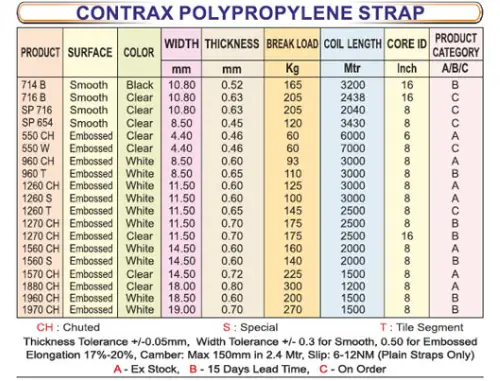 CONTRAX POLYPROPYLENE STRAP
PRODUCT SURFACE COLOR WIDTH THICKNESS BREAK LOAD COIL LENGTH CORE ID PRODUCT CATEGORY
mm mm Kg Mtr Inch A/B/C
714 B Smooth Black 10.80 0.52 165 3200 16 B
716 B Smooth Clear 10.80 0.63 205 2438 16 C
SP 716 Smooth Clear 10.80 0.63 205 2040 8 C
SP 654 Smooth Clear 8.50 0.45 120 3430 8 C
550 CH Embossed Clear 4.40 0.46 60 6000 6 A
550 W Embossed Clear 4.40 0.46 60 7000 8 C
960 CH Embossed White 8.50 0.60 93 3000 8 A
960 T Embossed White 8.50 0.65 110 3000 8 B
1260 CH Embossed White 11.50 0.60 125 3000 8 A
1260 S Embossed White 11.50 0.60 100 3000 8 A
1260 T Embossed White 11.50 0.65 145 2500 8 C
1270 CH Embossed White 11.50 0.70 175 2500 8 B
1270 CH Embossed Clear 11.50 0.70 175 2500 16 B
1560 CH Embossed White 14.50 0.60 160 2000 8 A
1560 S Embossed White 14.50 0.60 140 2000 8 B
1570 CH Embossed Clear 14.50 0.72 225 1500 8 A
1880 CH Embossed Clear 18.00 0.80 300 1200 8 A
1960 CH Embossed White 18.50 0.60 200 1500 8 B
1970 CH Embossed White 19.00 0.70 270 1500 8 B
CH : Chuted S : Special T : Tile Segment
Thickness Tolerance +/-0.05mm, Width Tolerance +/- 0.3 for Smooth, 0.50 for Embossed
Elongation 17%-20%, Camber: Max 150mm in 2.4 Mtr, Slip: 6-12NM (Plain Straps Only)
A - Ex Stock, B - 15 Days Lead Time, C - On Order